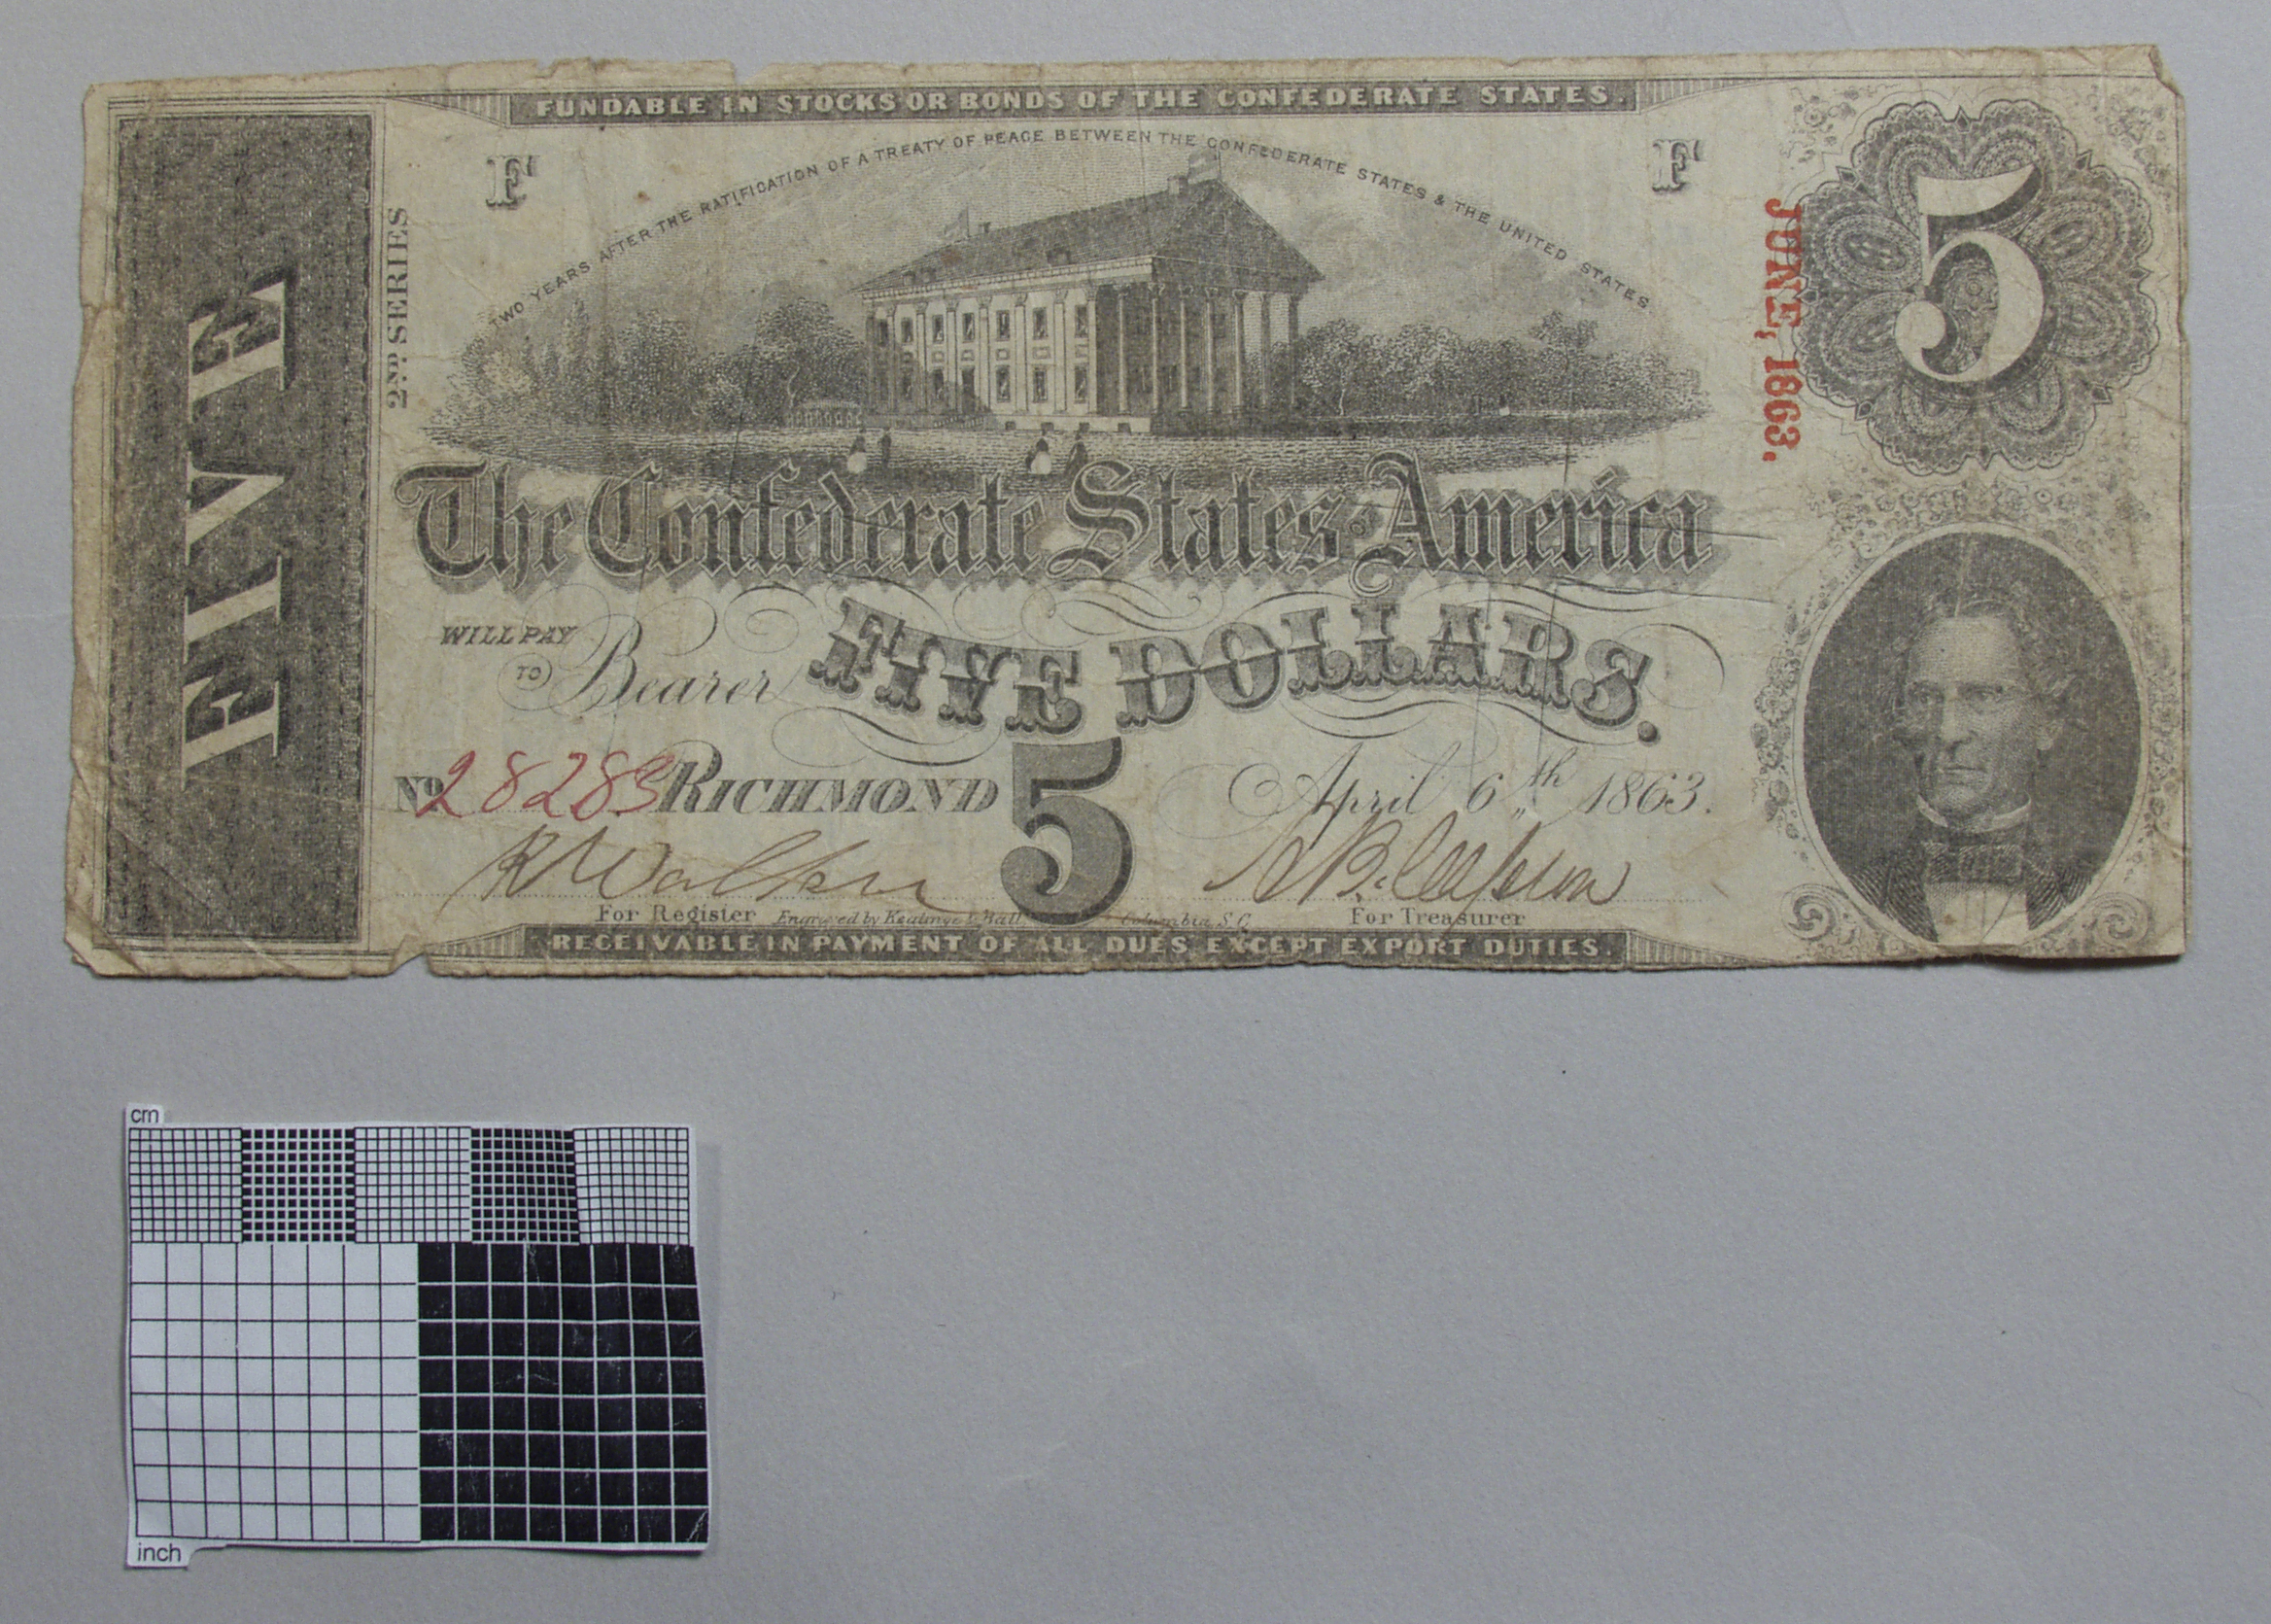 FUNDABLE IN STOCKS OR BONDS OF THE CONFEDERATE STATES.
TWO YEARS AFTER THE RATIFICATION OF A TREATY OF PEACE BETWEEN THE CONFEDERATE STATES & THE UNITED STATES
F
F
5
FIVE
2ND SERIES
JUNE, 1863.
The Confederate States of America
WILL PAY
TO Bearer FIVE DOLLARS.
No 28283 RICHMOND 5 April 6th 1863.
R Walker
For Register Engraved by Keatinge & Ball Columbia S.C. For Treasurer
RECEIVABLE IN PAYMENT OF ALL DUES EXCEPT EXPORT DUTIES.
cm
inch